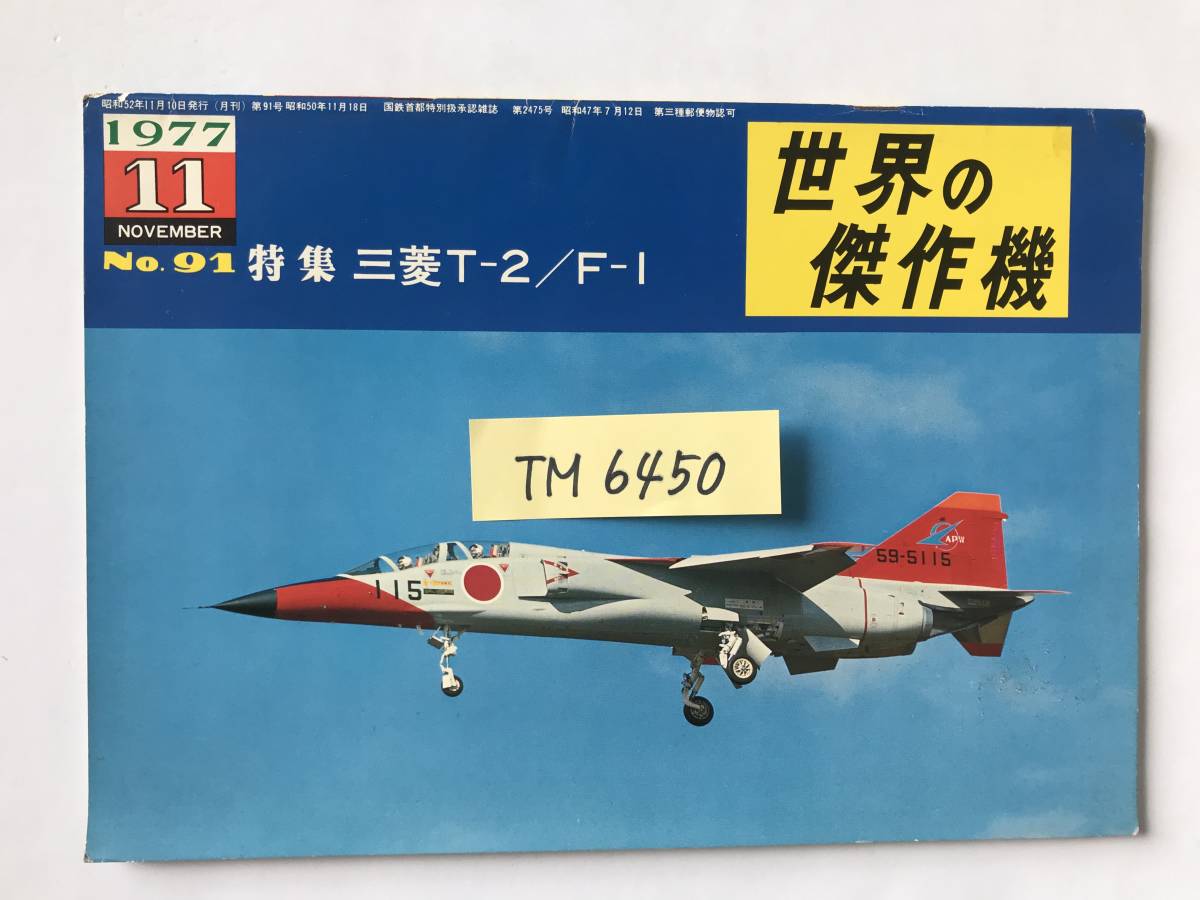 昭和52年11月10日発行（月刊）第91号 昭和50年11月18日　国鉄首都特別扱承認雑誌　第2475号　昭和47年7月12日　第三種郵便物認可
1977
11
NOVEMBER
No.91 特集 三菱T-2/F-1
世界の
傑作機
TM 6450
APW
59-5115
115